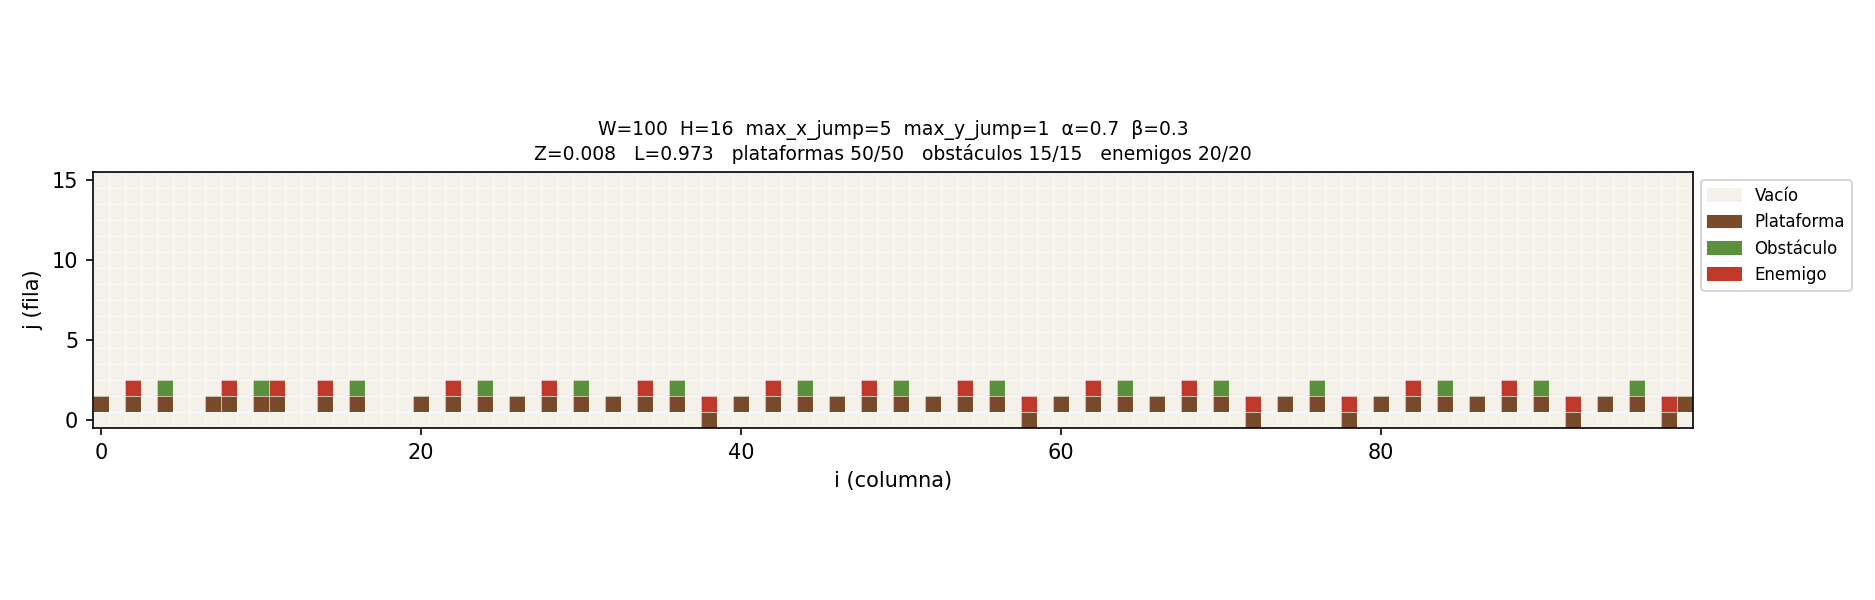 W=100 H=16 max_x_jump=5 max_y_jump=1 α=0.7 β=0.3
Z=0.008 L=0.973 plataformas 50/50 obstáculos 15/15 enemigos 20/20
15
10
5
0
j (fila)
0 20 40 60 80
i (columna)
Vacío
Plataforma
Obstáculo
Enemigo